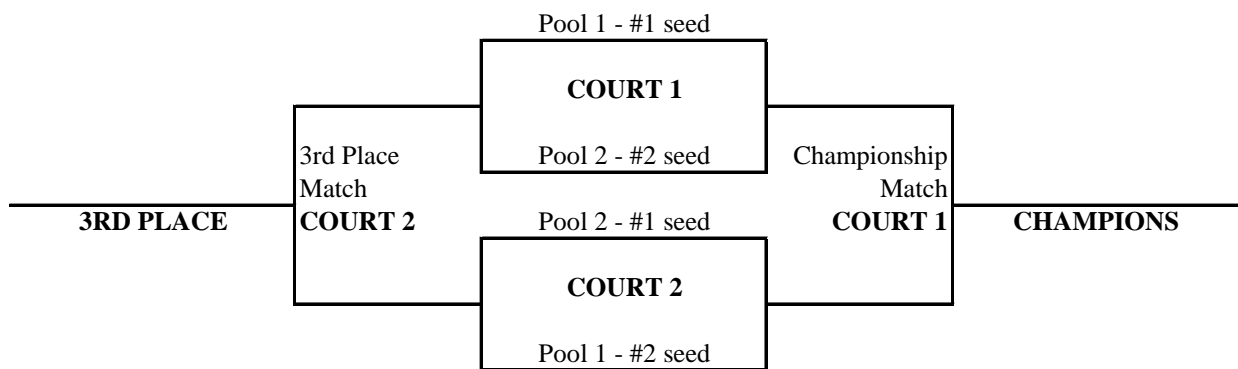 Pool 1 - #1 seed
COURT 1
3rd Place
Match
COURT 2
Pool 2 - #2 seed
Championship
Match
COURT 1
3RD PLACE
Pool 2 - #1 seed
CHAMPIONS
COURT 2
Pool 1 - #2 seed